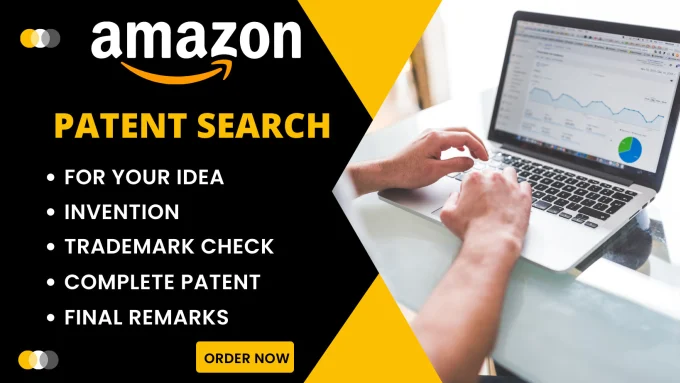 amazon
PATENT SEARCH
• FOR YOUR IDEA
• INVENTION
• TRADEMARK CHECK
• COMPLETE PATENT
• FINAL REMARKS
ORDER NOW